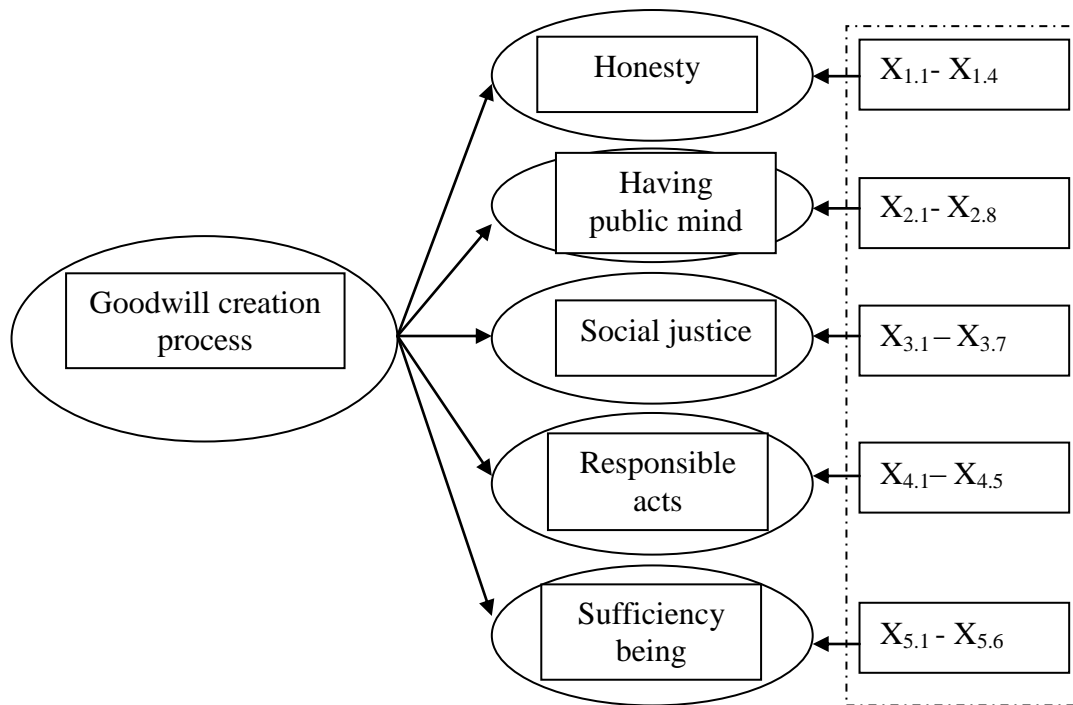 Honesty
X1.1- X1.4
Having
public mind
X2.1- X2.8
Goodwill creation
process
Social justice
X3.1 – X3.7
Responsible
acts
X4.1– X4.5
Sufficiency
being
X5.1 - X5.6